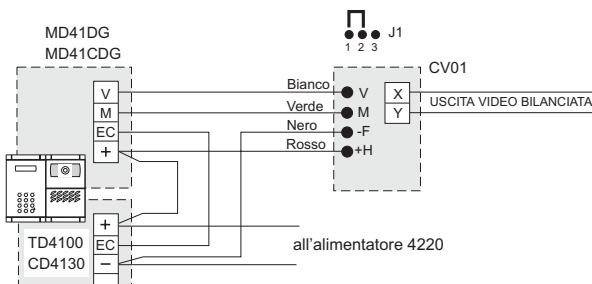 MD41DG
MD41CDG
J1
1 2 3
CV01
V
M
EC
+
Bianco
Verde
Nero
Rosso
V
M
-F
+H
X
Y
USCITA VIDEO BILANCIATA
TD4100
CD4130
+
EC
−
all'alimentatore 4220